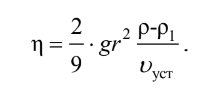 η = 2/9 · gr² (ρ-ρ₁)/υ_уст .